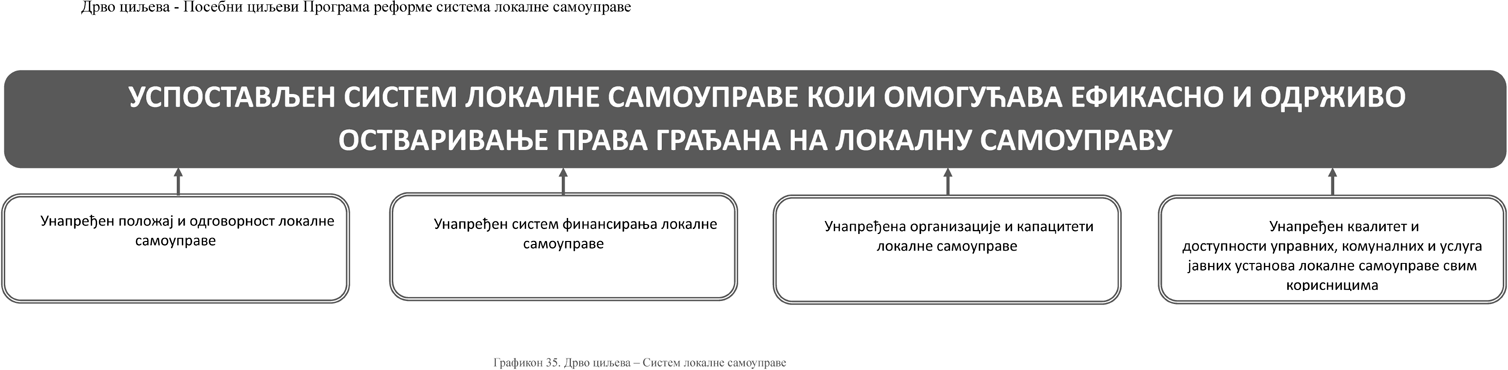 Дрво циљева - Посебни циљеви Програма реформе система локалне самоуправе
УСПОСТАВЉЕН СИСТЕМ ЛОКАЛНЕ САМОУПРАВЕ КОЈИ ОМОГУЋАВА ЕФИКАСНО И ОДРЖИВО
ОСТВАРИВАЊЕ ПРАВА ГРАЂАНА НА ЛОКАЛНУ САМОУПРАВУ
Унапређен положај и одговорност локалне
самоуправе
Унапређен систем финансирања локалне
самоуправе
Унапређена организације и капацитети
локалне самоуправе
Унапређен квалитет и
доступности управних, комуналних и услуга
јавних установа локалне самоуправе свим
корисницима
Графикон 35. Дрво циљева – Систем локалне самоуправе